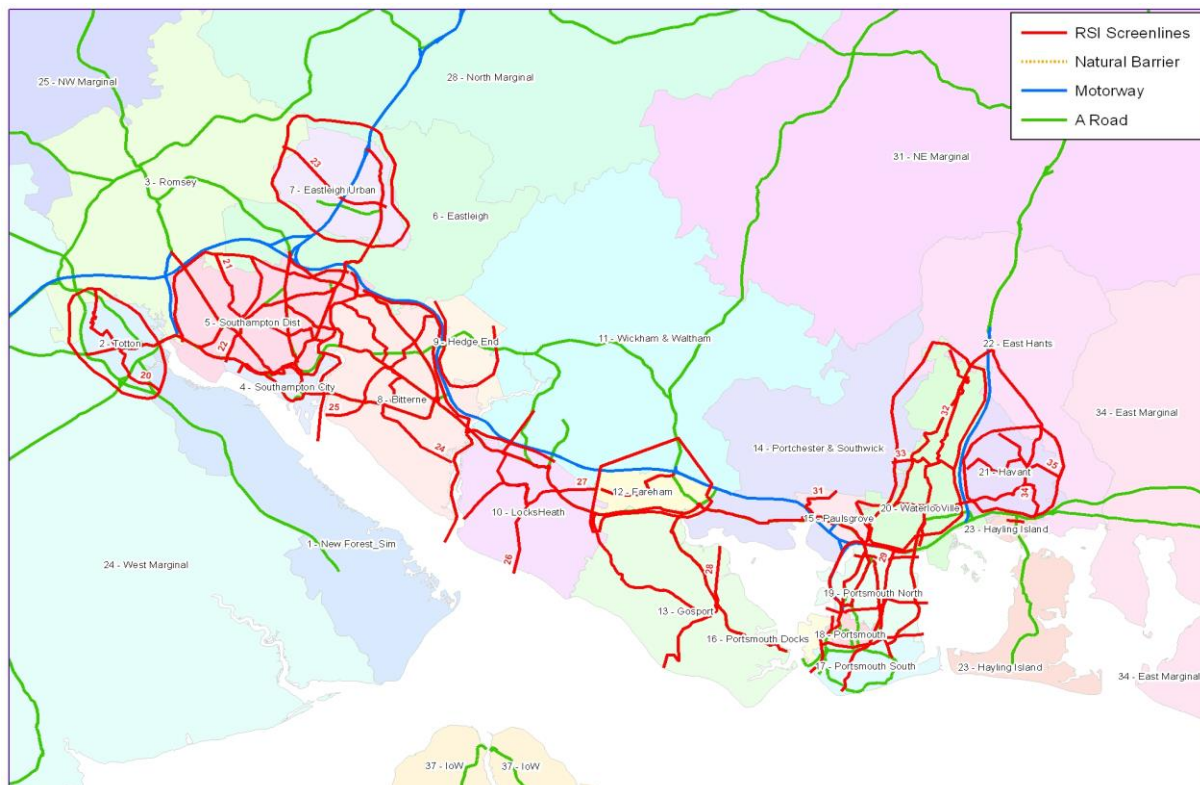 RSI Screenlines
Natural Barrier
Motorway
A Road
25 - NW Marginal
28 - North Marginal
31 - NE Marginal
23
3 - Romsey
7 - Eastleigh Urban
6 - Eastleigh
21
5 - Southampton Dist
2 - Totton
22
20
4 - Southampton City
25
8 - Bitterne
9 - Hedge End
11 - Wickham & Waltham
22 - East Hants
34 - East Marginal
24
14 - Portchester & Southwick
32
33
21 - Havant
35
34
27
12 - Fareham
31
15 - Paulsgrove
20 - WaterlooVille
10 - LocksHeath
23 - Hayling Island
1 - New Forest_Sim
24 - West Marginal
26
28
29
19 - Portsmouth North
13 - Gosport
16 - Portsmouth Docks
18 - Portsmouth
17 - Portsmouth South
23 - Hayling Island
34 - East Marginal
37 - IoW
37 - IoW